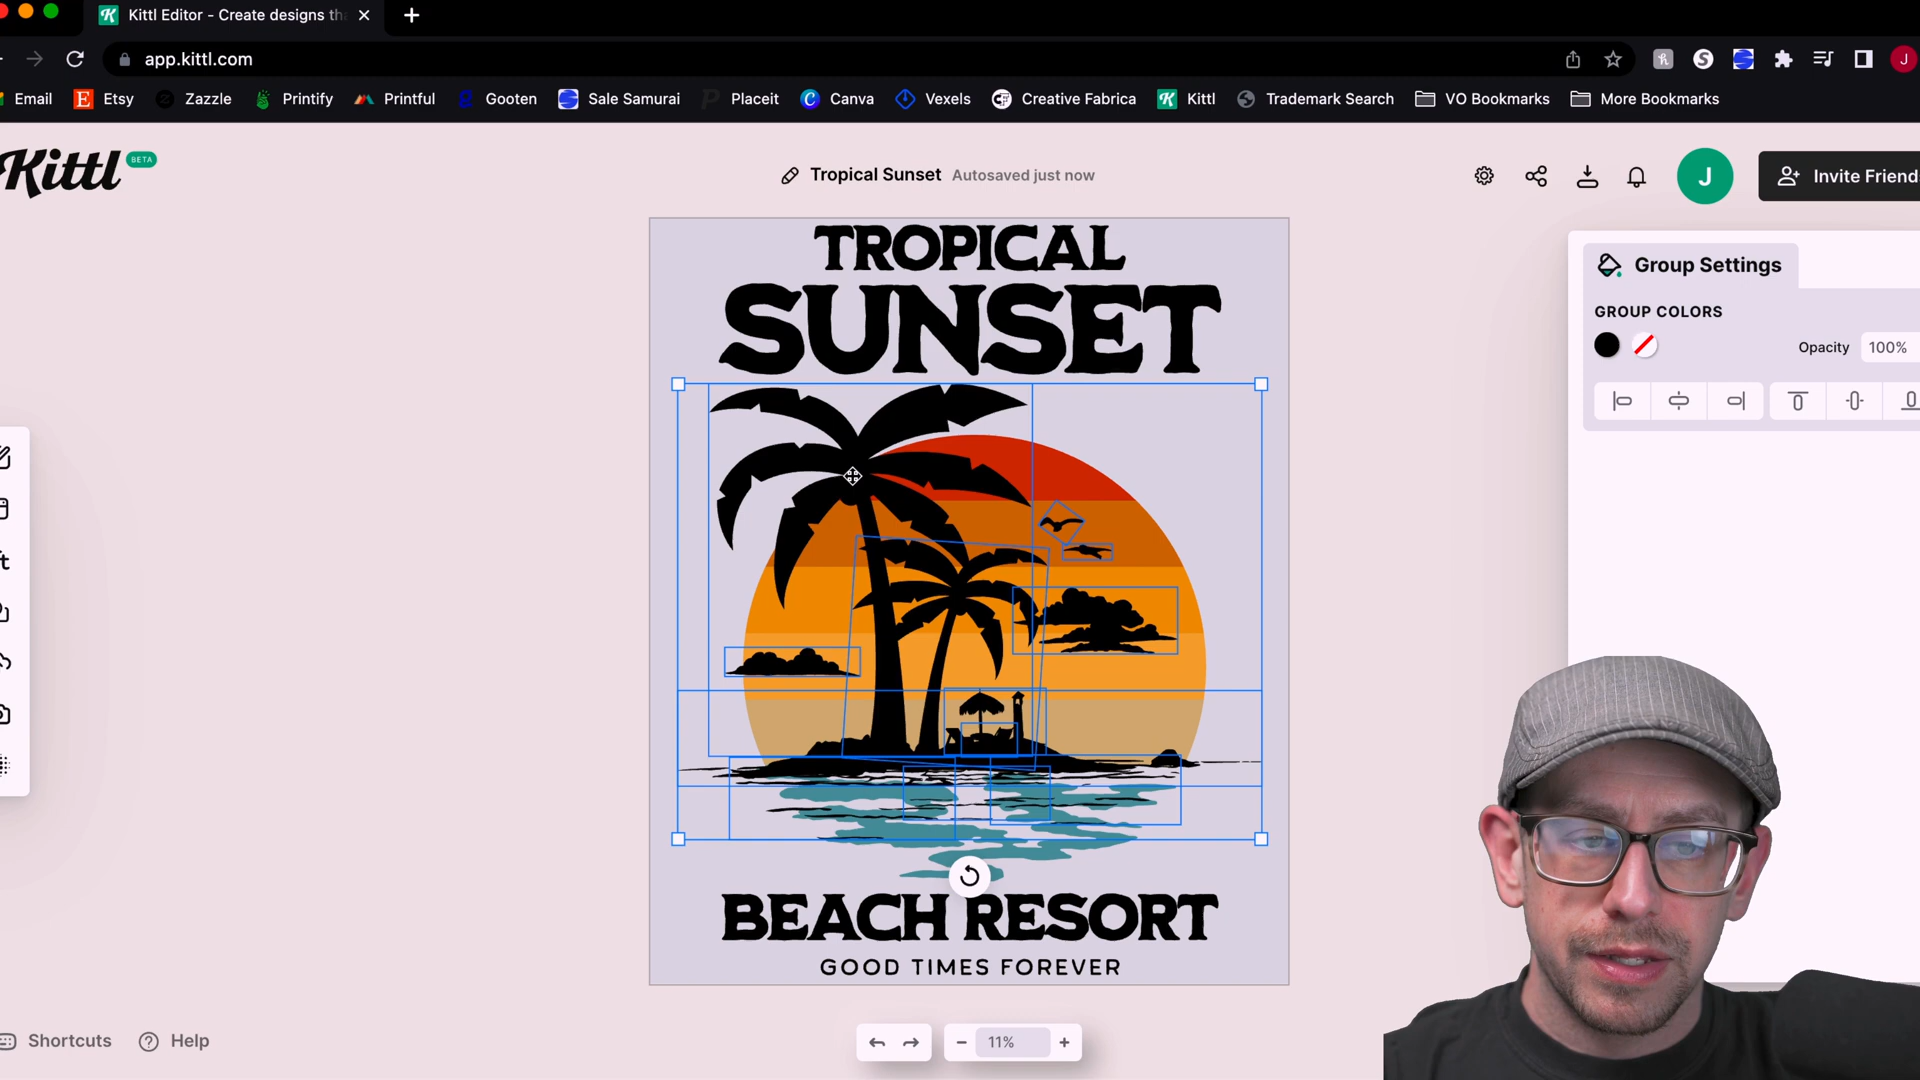 Kittl Editor - Create designs th
app.kittl.com
Email Etsy Zazzle Printify Printful Gooten Sale Samurai Placeit Canva Vexels Creative Fabrica Kittl Trademark Search VO Bookmarks More Bookmarks
Kittl BETA
Tropical Sunset Autosaved just now
J
Invite Friend
Group Settings
GROUP COLORS
Opacity 100%
TROPICAL
SUNSET
BEACH RESORT
GOOD TIMES FOREVER
Shortcuts Help
11%